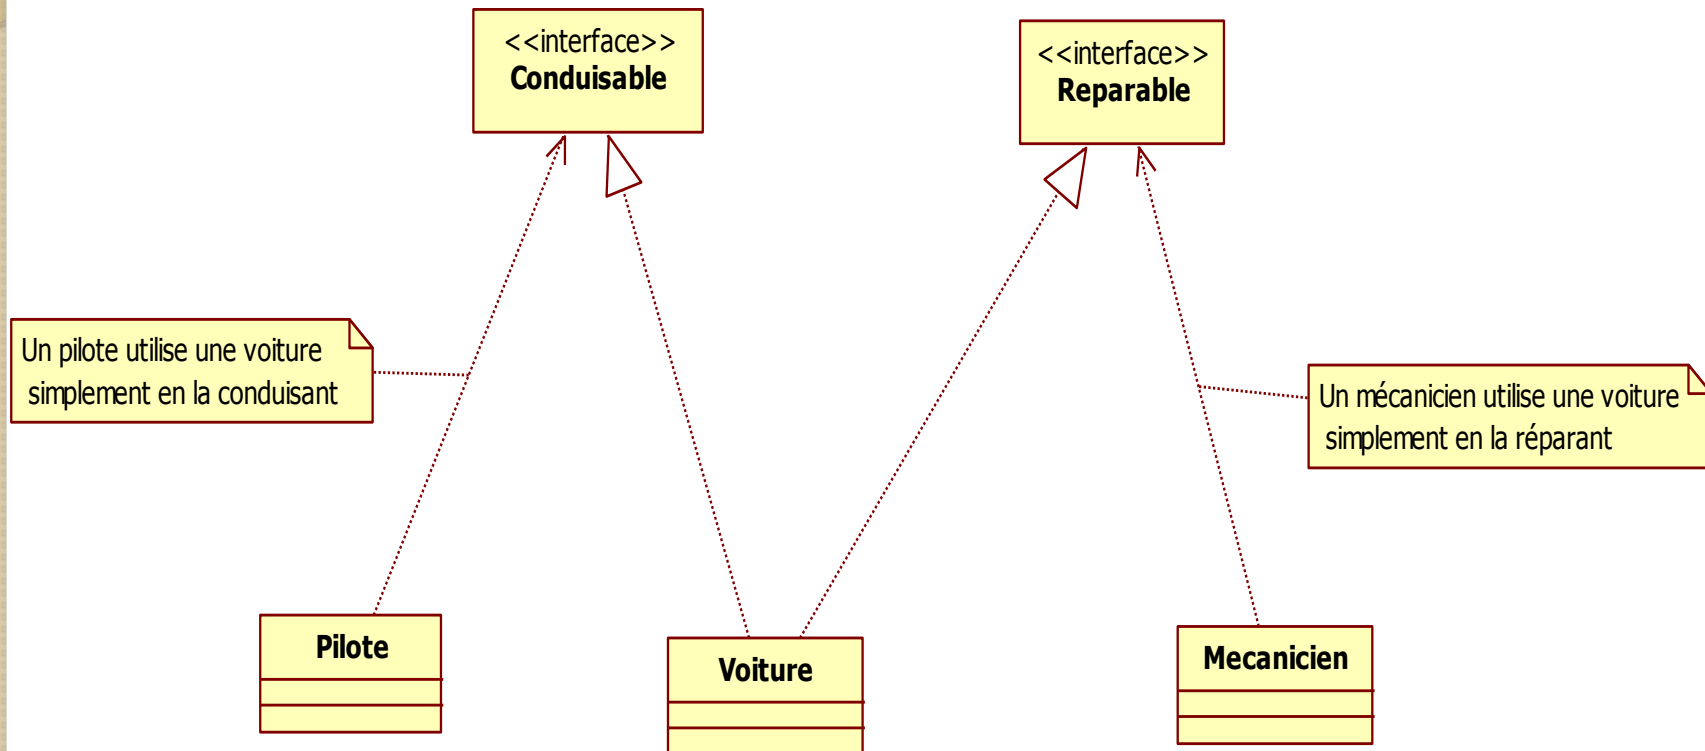 <<interface>>
Conduisable
<<interface>>
Reparable
Un pilote utilise une voiture
simplement en la conduisant
Un mécanicien utilise une voiture
simplement en la réparant
Pilote
Voiture
Mecanicien